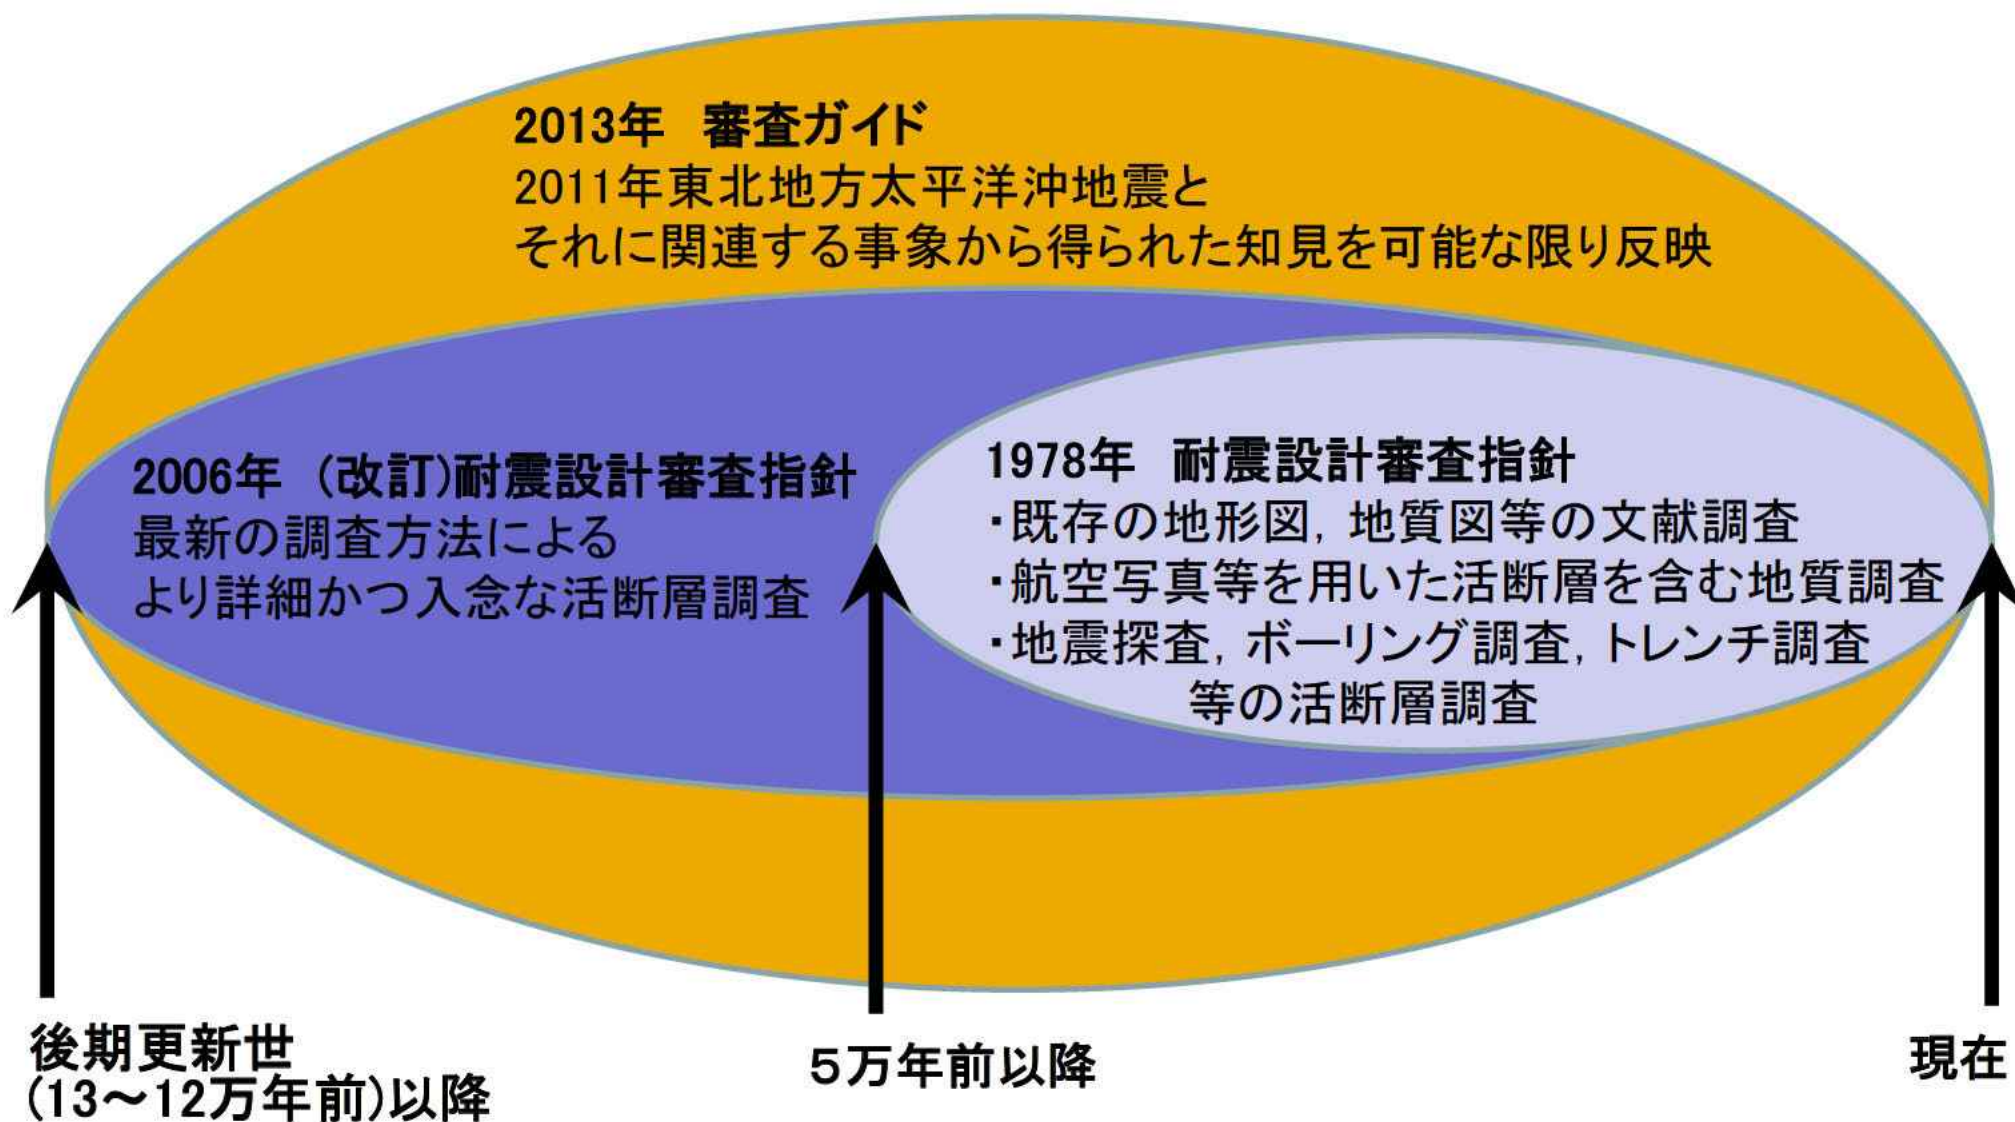 2013年　審査ガイド
2011年東北地方太平洋沖地震と
それに関連する事象から得られた知見を可能な限り反映
2006年 (改訂)耐震設計審査指針
最新の調査方法による
より詳細かつ入念な活断層調査
1978年　耐震設計審査指針
・既存の地形図, 地質図等の文献調査
・航空写真等を用いた活断層を含む地質調査
・地震探査, ボーリング調査, トレンチ調査
等の活断層調査
後期更新世
(13～12万年前)以降
５万年前以降
現在